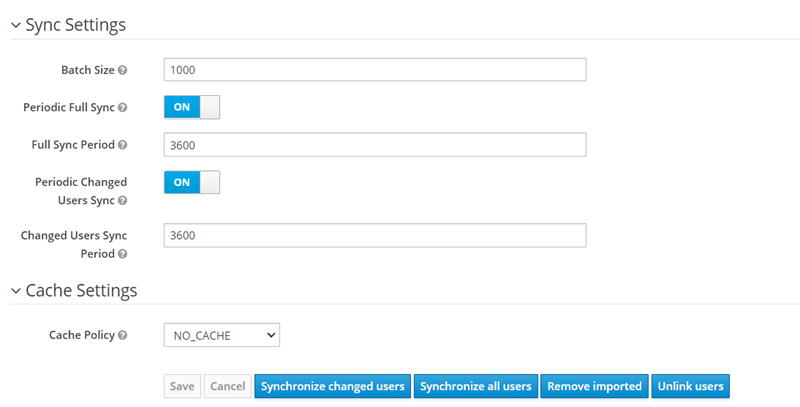 Sync Settings
Batch Size
1000
Periodic Full Sync
ON
Full Sync Period
3600
Periodic Changed
Users Sync
ON
Changed Users Sync
Period
3600
Cache Settings
Cache Policy
NO_CACHE
Save Cancel Synchronize changed users Synchronize all users Remove imported Unlink users